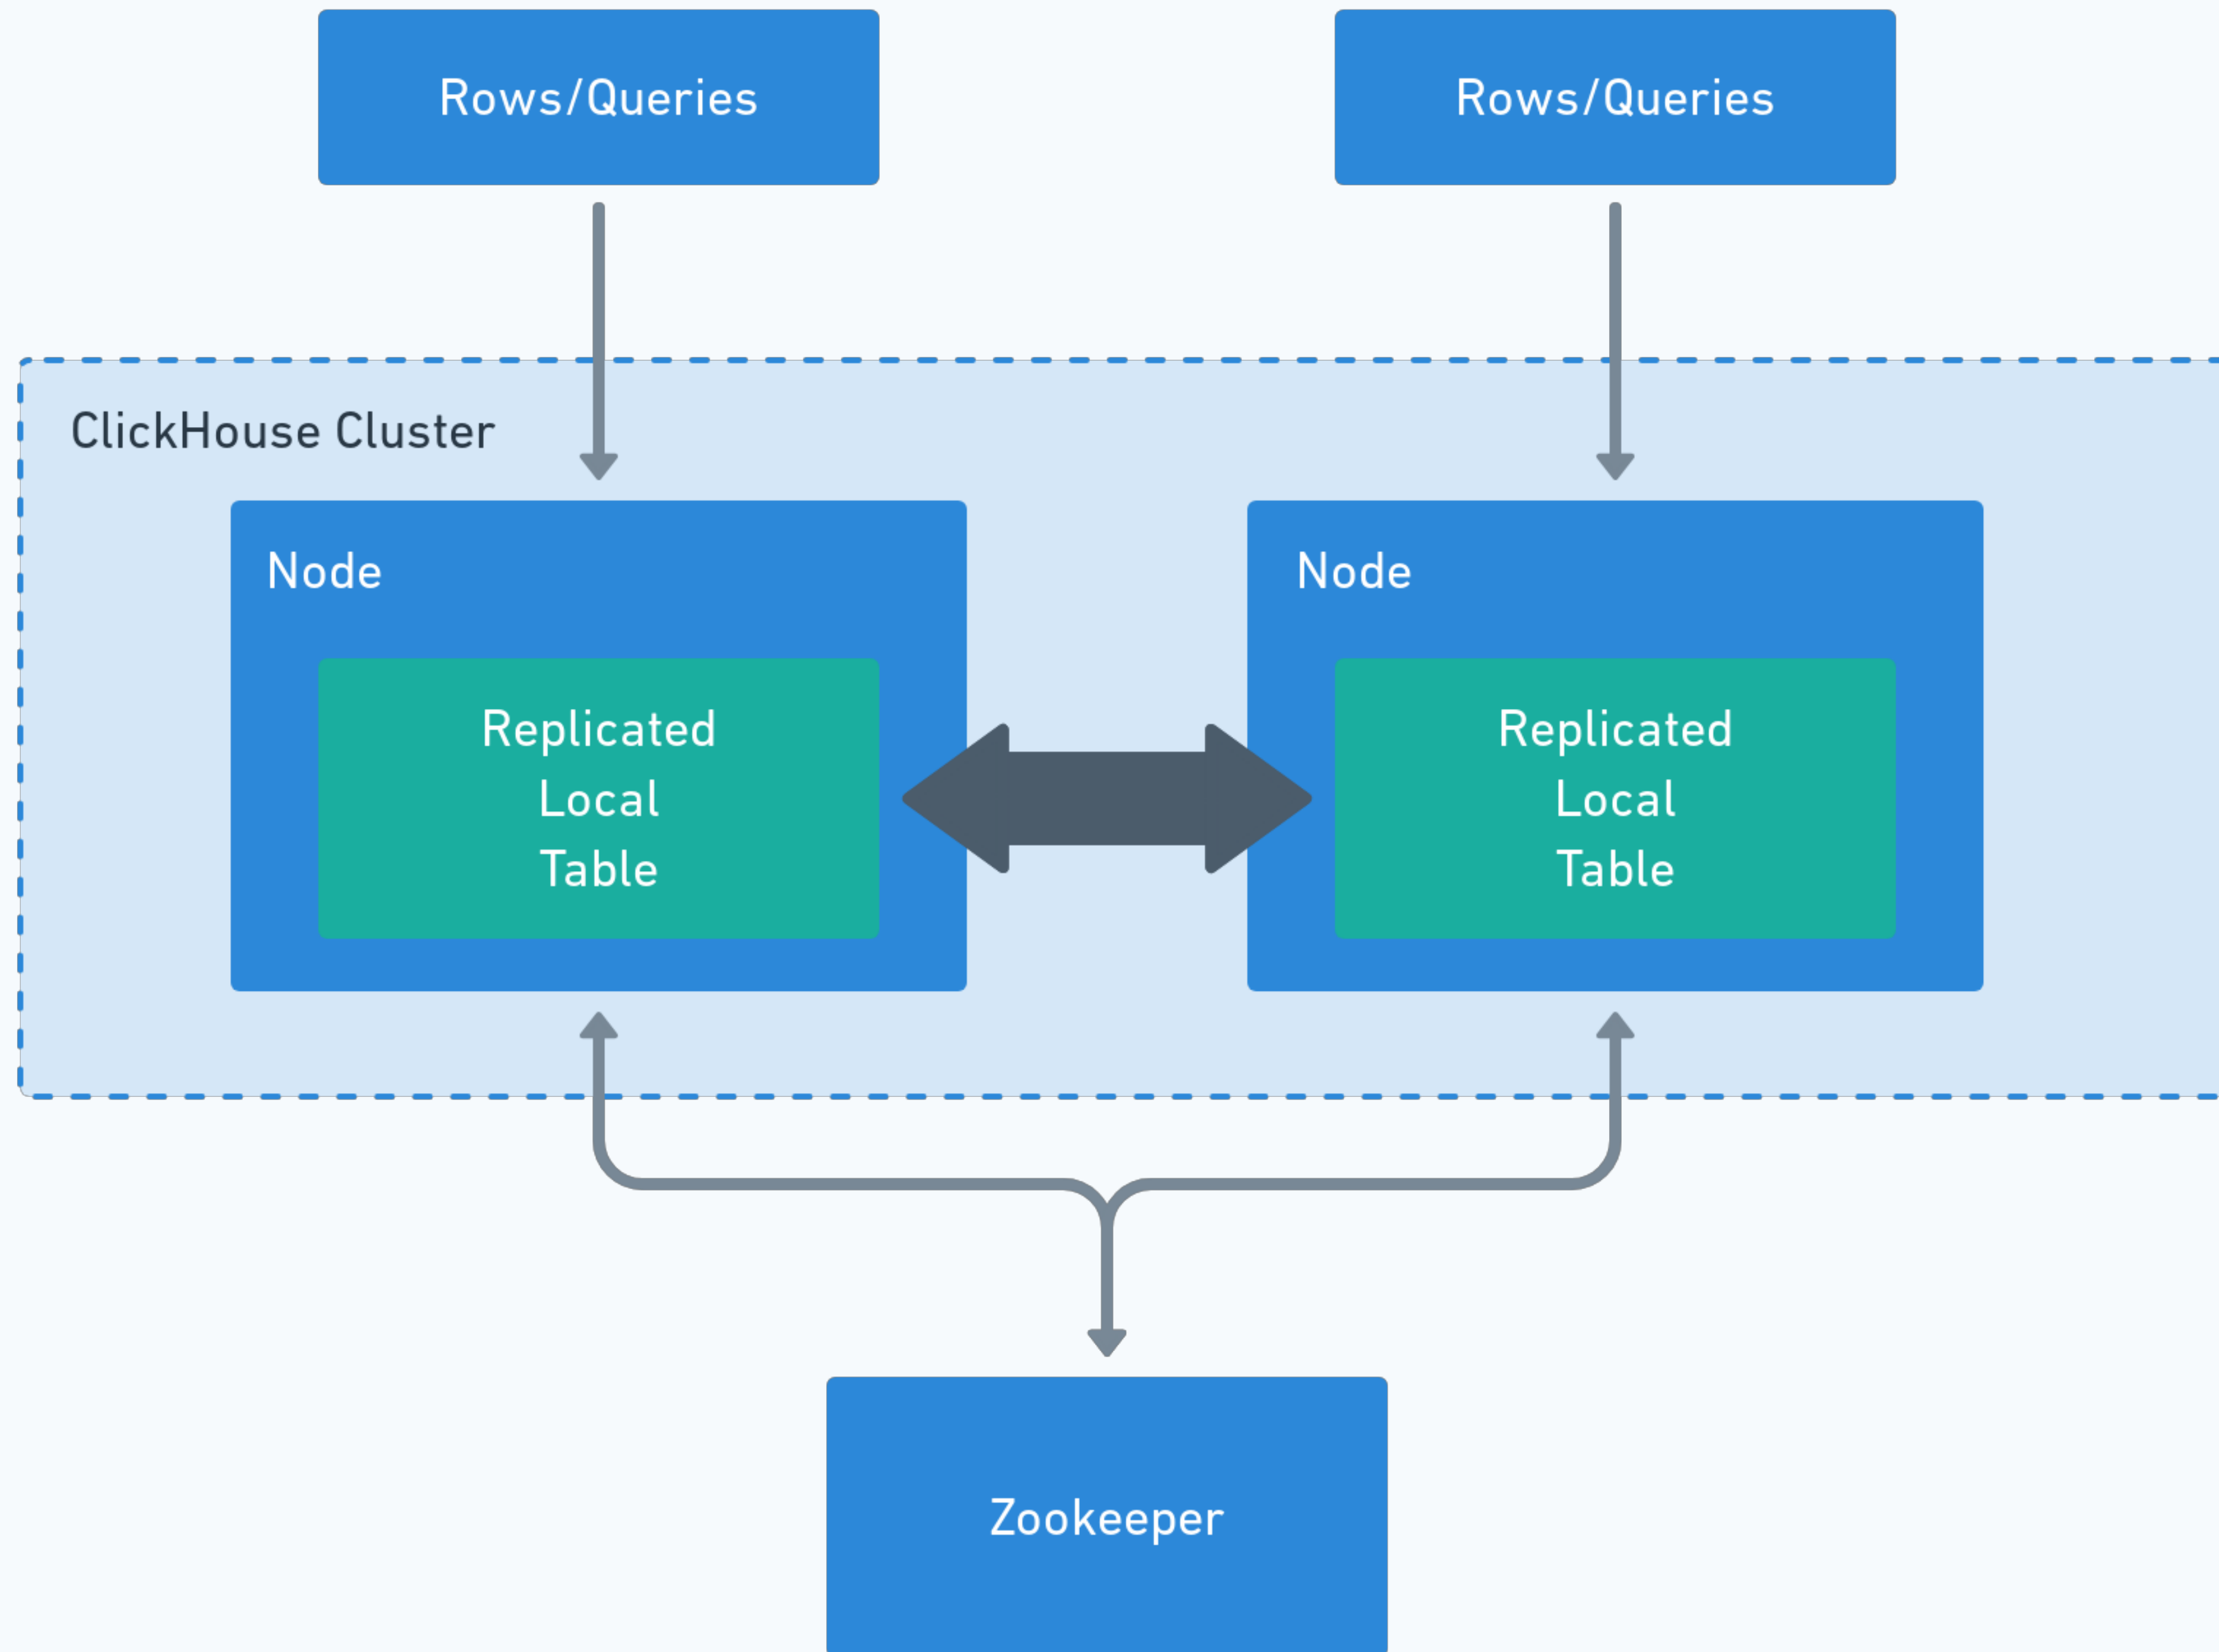 Rows/Queries
Rows/Queries
ClickHouse Cluster
Node
Node
Replicated
Local
Table
Replicated
Local
Table
Zookeeper